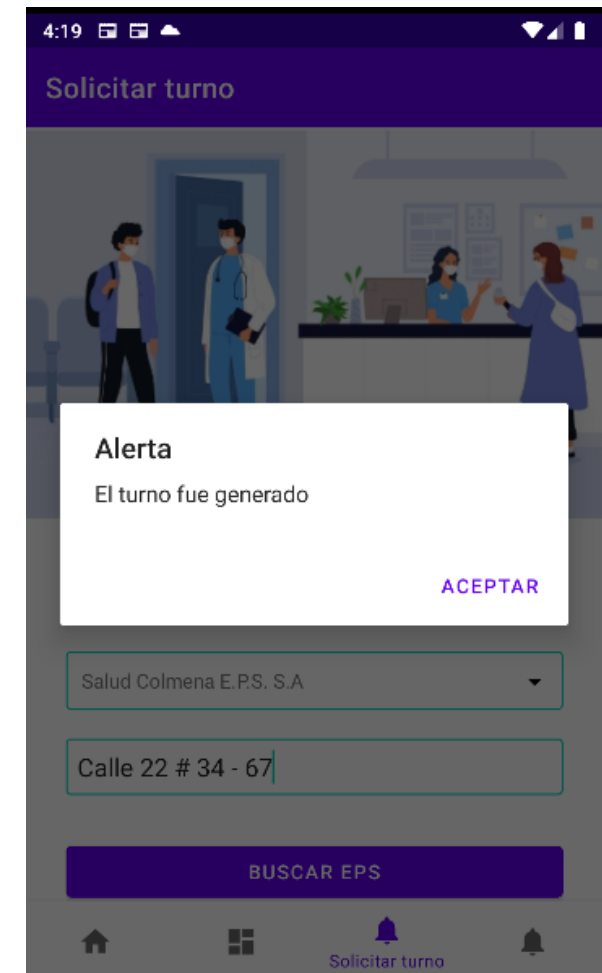 4:19
Solicitar turno
Alerta
El turno fue generado
ACEPTAR
Salud Colmena E.P.S. S.A
Calle 22 # 34 - 67
BUSCAR EPS
Solicitar turno